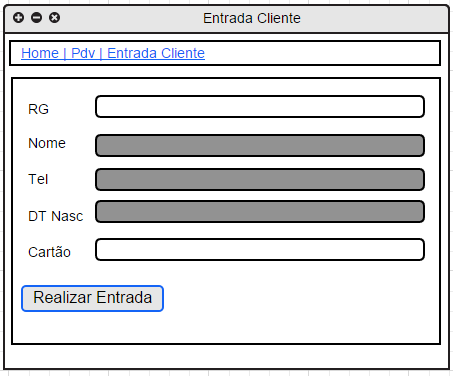 Entrada Cliente
Home | Pdv | Entrada Cliente
RG
Nome
Tel
DT Nasc
Cartão
Realizar Entrada